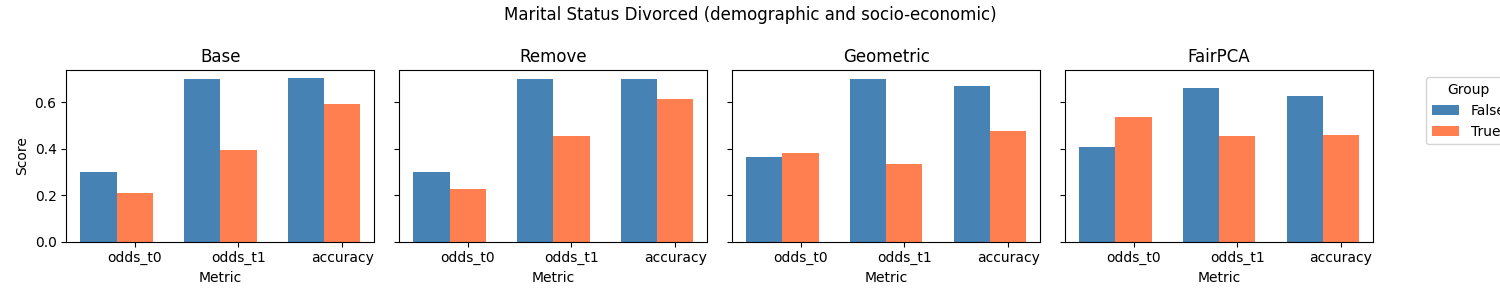 Marital Status Divorced (demographic and socio-economic)
Base
Remove
Geometric
FairPCA
Group
False
True
Score
0.6
0.4
0.2
0.0
odds_t0 odds_t1 accuracy
odds_t0 odds_t1 accuracy
odds_t0 odds_t1 accuracy
odds_t0 odds_t1 accuracy
Metric
Metric
Metric
Metric